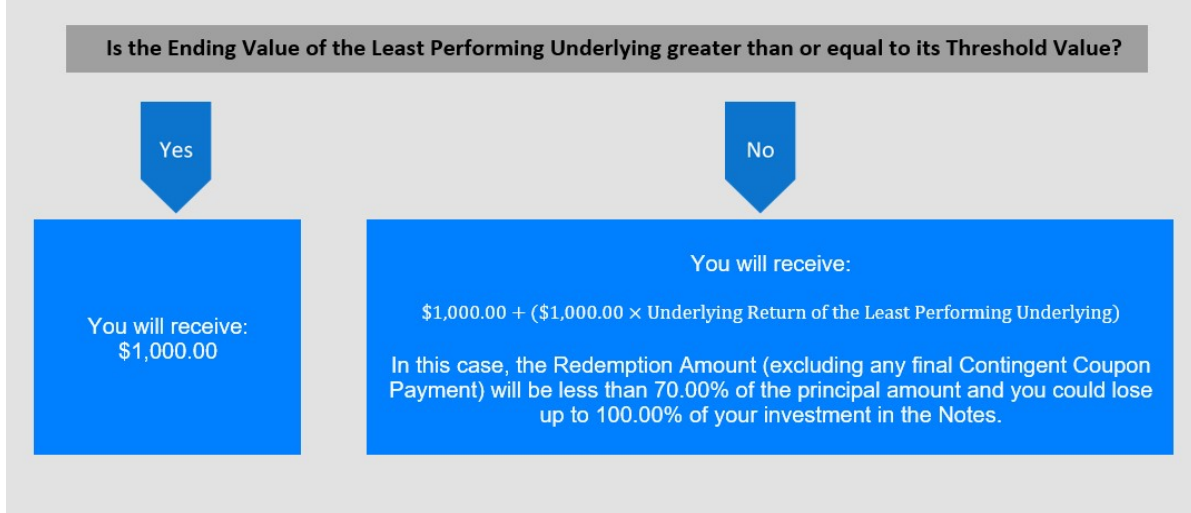 Is the Ending Value of the Least Performing Underlying greater than or equal to its Threshold Value?
Yes
No
You will receive:
$1,000.00
You will receive:
$1,000.00 + ($1,000.00 × Underlying Return of the Least Performing Underlying)
In this case, the Redemption Amount (excluding any final Contingent Coupon
Payment) will be less than 70.00% of the principal amount and you could lose
up to 100.00% of your investment in the Notes.